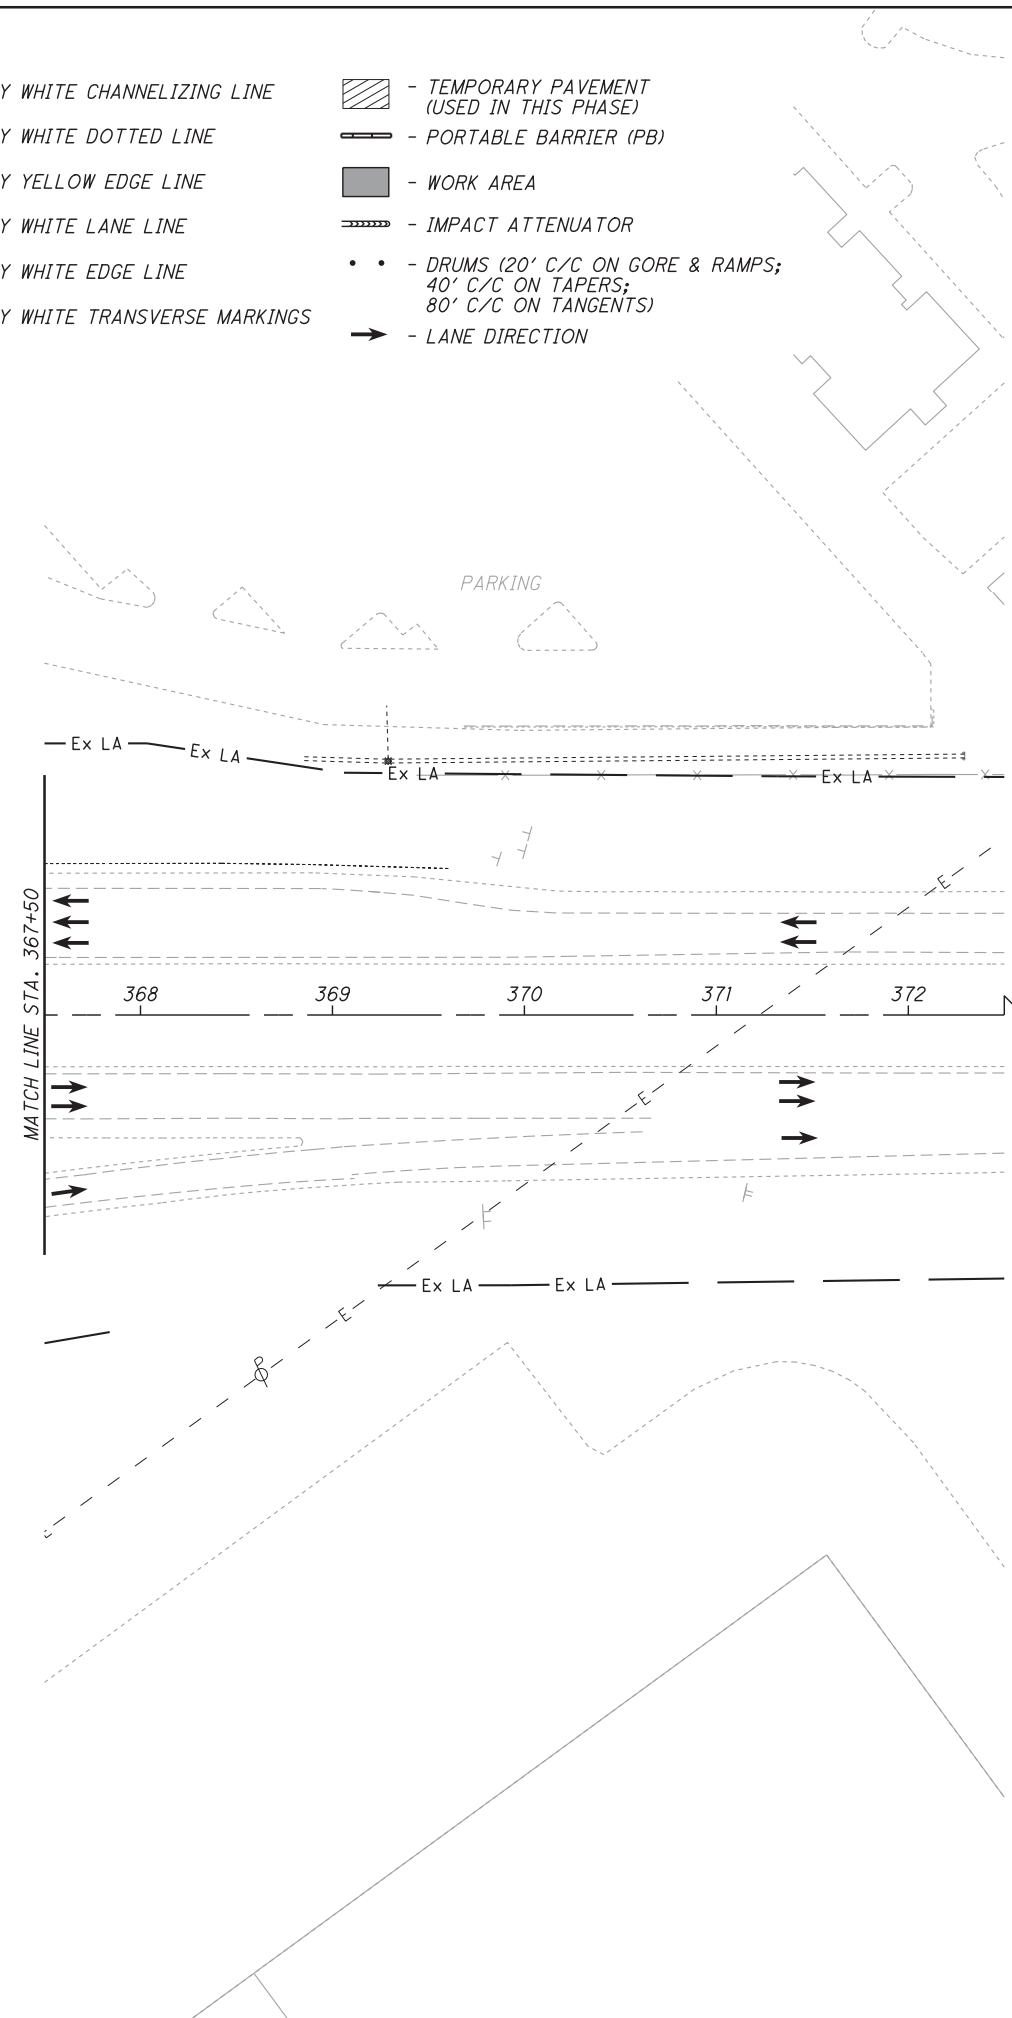 Y WHITE CHANNELIZING LINE
Y WHITE DOTTED LINE
Y YELLOW EDGE LINE
Y WHITE LANE LINE
Y WHITE EDGE LINE
Y WHITE TRANSVERSE MARKINGS
- TEMPORARY PAVEMENT
(USED IN THIS PHASE)
- PORTABLE BARRIER (PB)
- WORK AREA
- IMPACT ATTENUATOR
- DRUMS (20' C/C ON GORE & RAMPS;
40' C/C ON TAPERS;
80' C/C ON TANGENTS)
- LANE DIRECTION
PARKING
Ex LA
Ex LA
Ex LA
Ex LA
E
MATCH LINE STA. 367+50
368
369
370
371
372
E
Ex LA
Ex LA
E